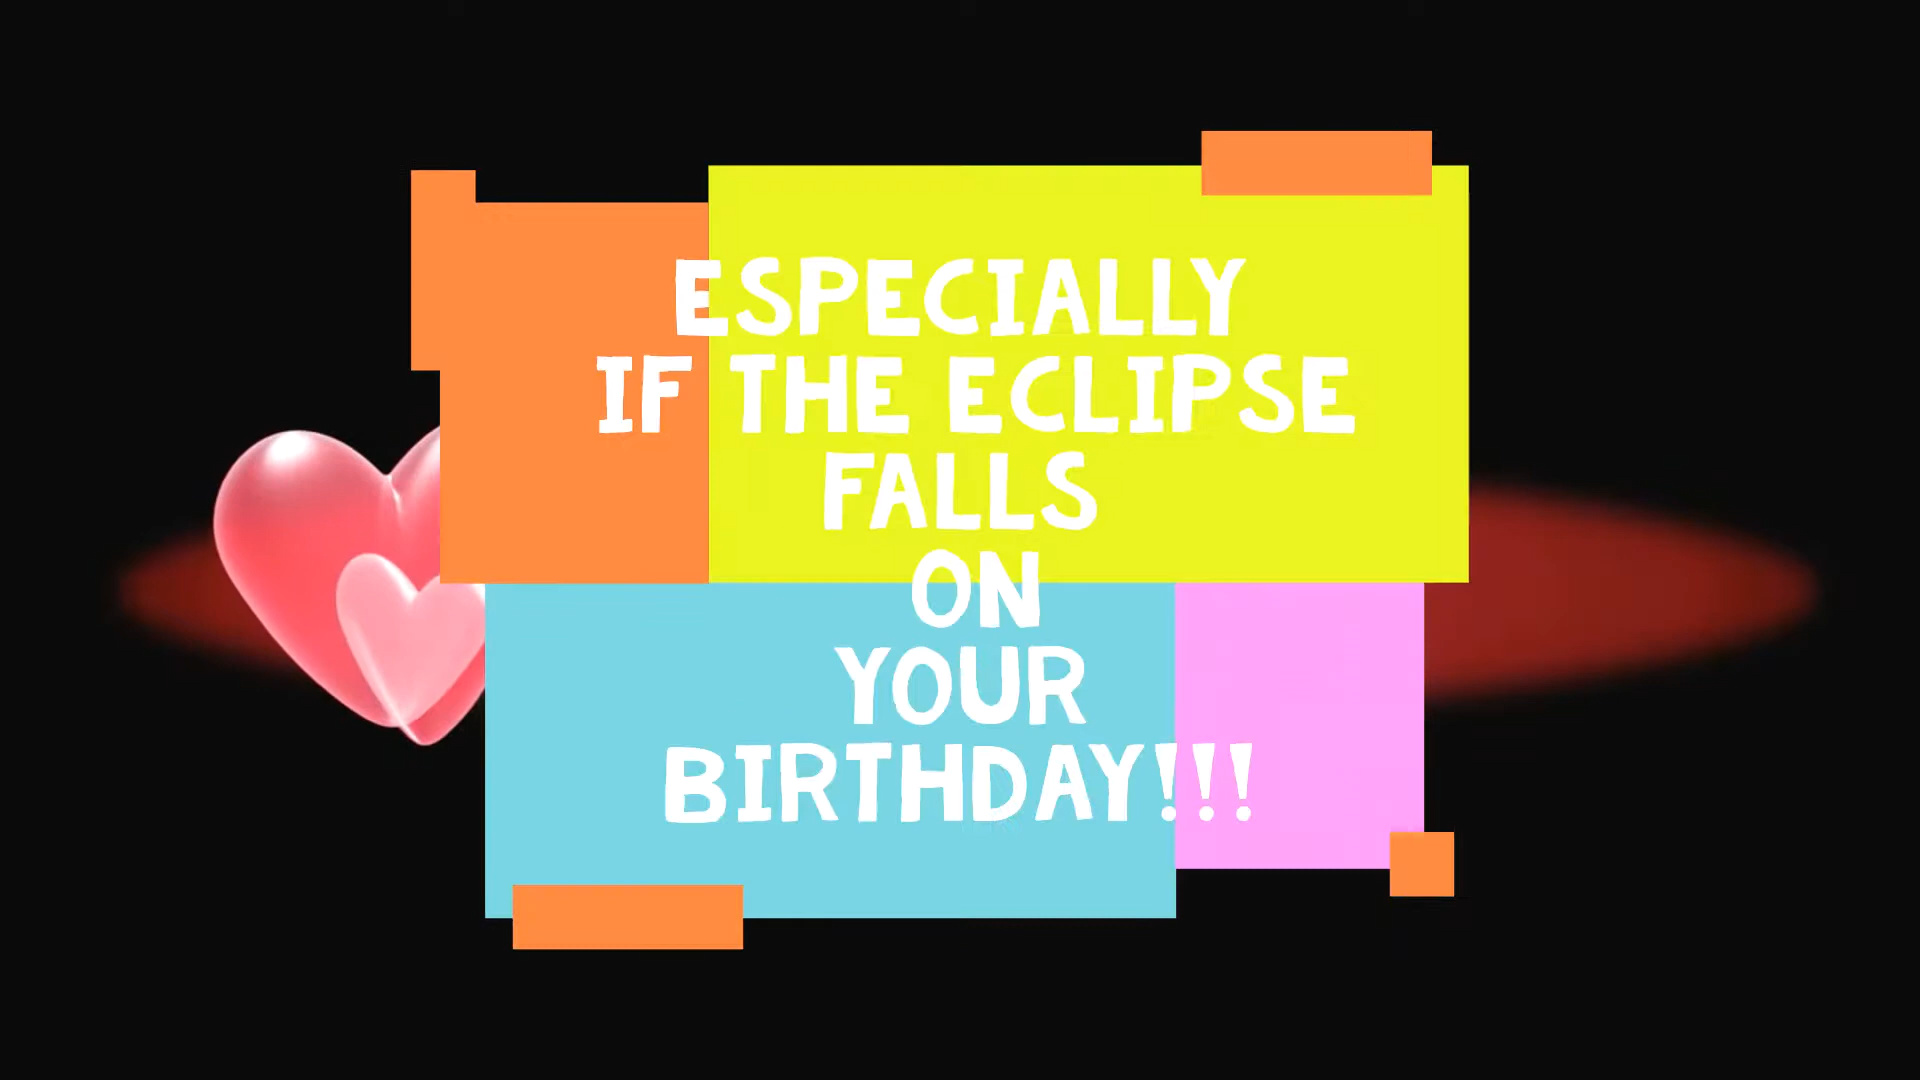 ESPECIALLY
IF THE ECLIPSE
FALLS
ON
YOUR
BIRTHDAY!!!